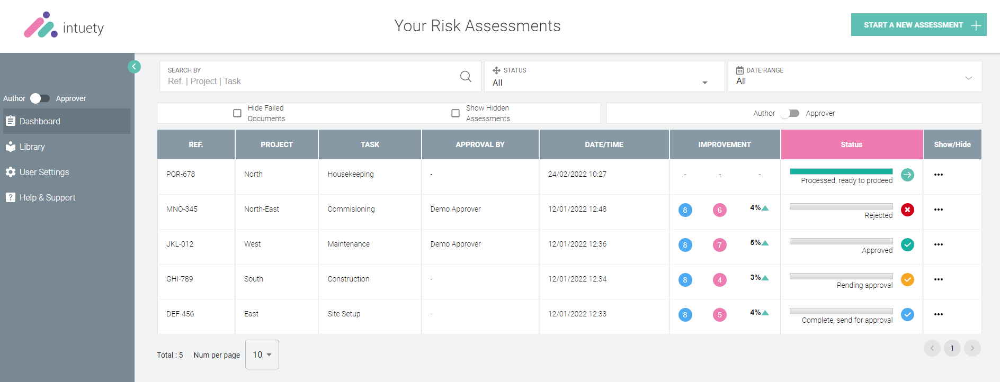 intuety
Your Risk Assessments
START A NEW ASSESSMENT
Author Approver
Dashboard
Library
User Settings
Help & Support
SEARCH BY
Ref. | Project | Task
STATUS
All
DATE RANGE
All
Hide Failed
Documents
Show Hidden
Assessments
Author Approver
REF. PROJECT TASK APPROVAL BY DATE/TIME IMPROVEMENT Status Show/Hide
PQR-678 North Housekeeping - 24/02/2022 10:27 - - -
Processed, ready to proceed
MNO-345 North-East Commisioning Demo Approver 12/01/2022 12:48 8 6 4%
Rejected
JKL-012 West Maintenance Demo Approver 12/01/2022 12:36 8 7 5%
Approved
GHI-789 South Construction - 12/01/2022 12:34 8 4 3%
Pending approval
DEF-456 East Site Setup - 12/01/2022 12:33 8 5 4%
Complete, send for approval
Total : 5 Num per page 10
1